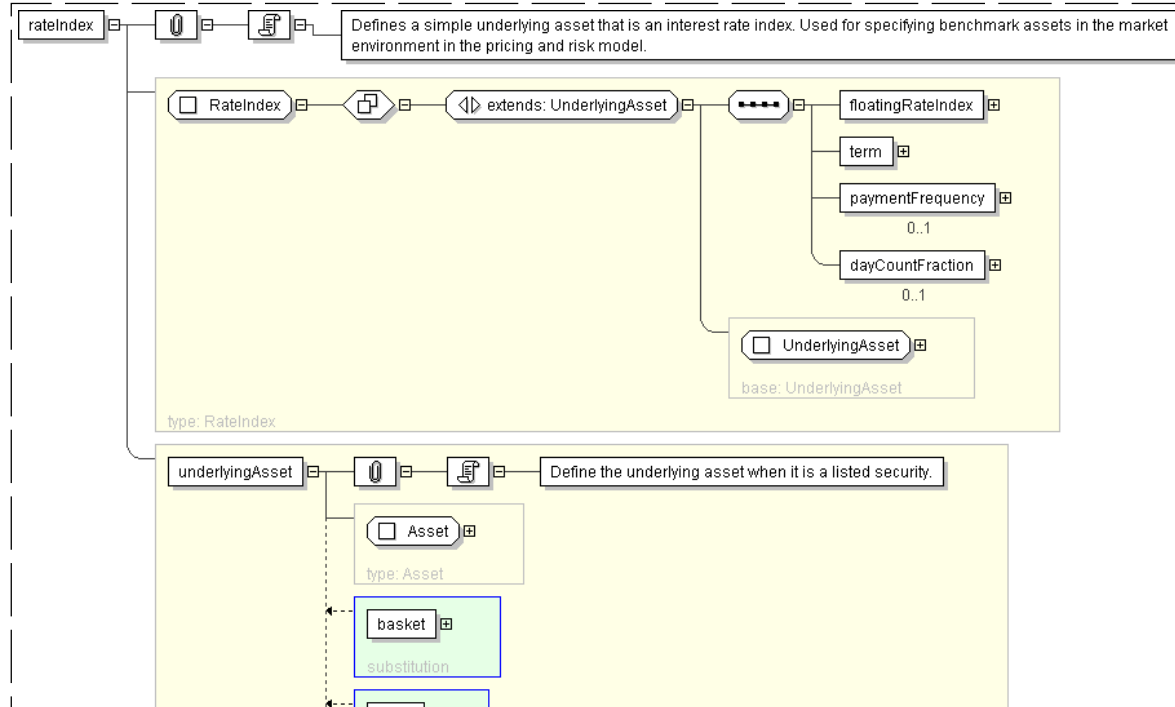 rateIndex
Defines a simple underlying asset that is an interest rate index. Used for specifying benchmark assets in the market
environment in the pricing and risk model.
RateIndex
extends: UnderlyingAsset
floatingRateIndex
term
paymentFrequency
0..1
dayCountFraction
0..1
UnderlyingAsset
base: UnderlyingAsset
type: RateIndex
underlyingAsset
Define the underlying asset when it is a listed security.
Asset
type: Asset
basket
substitution